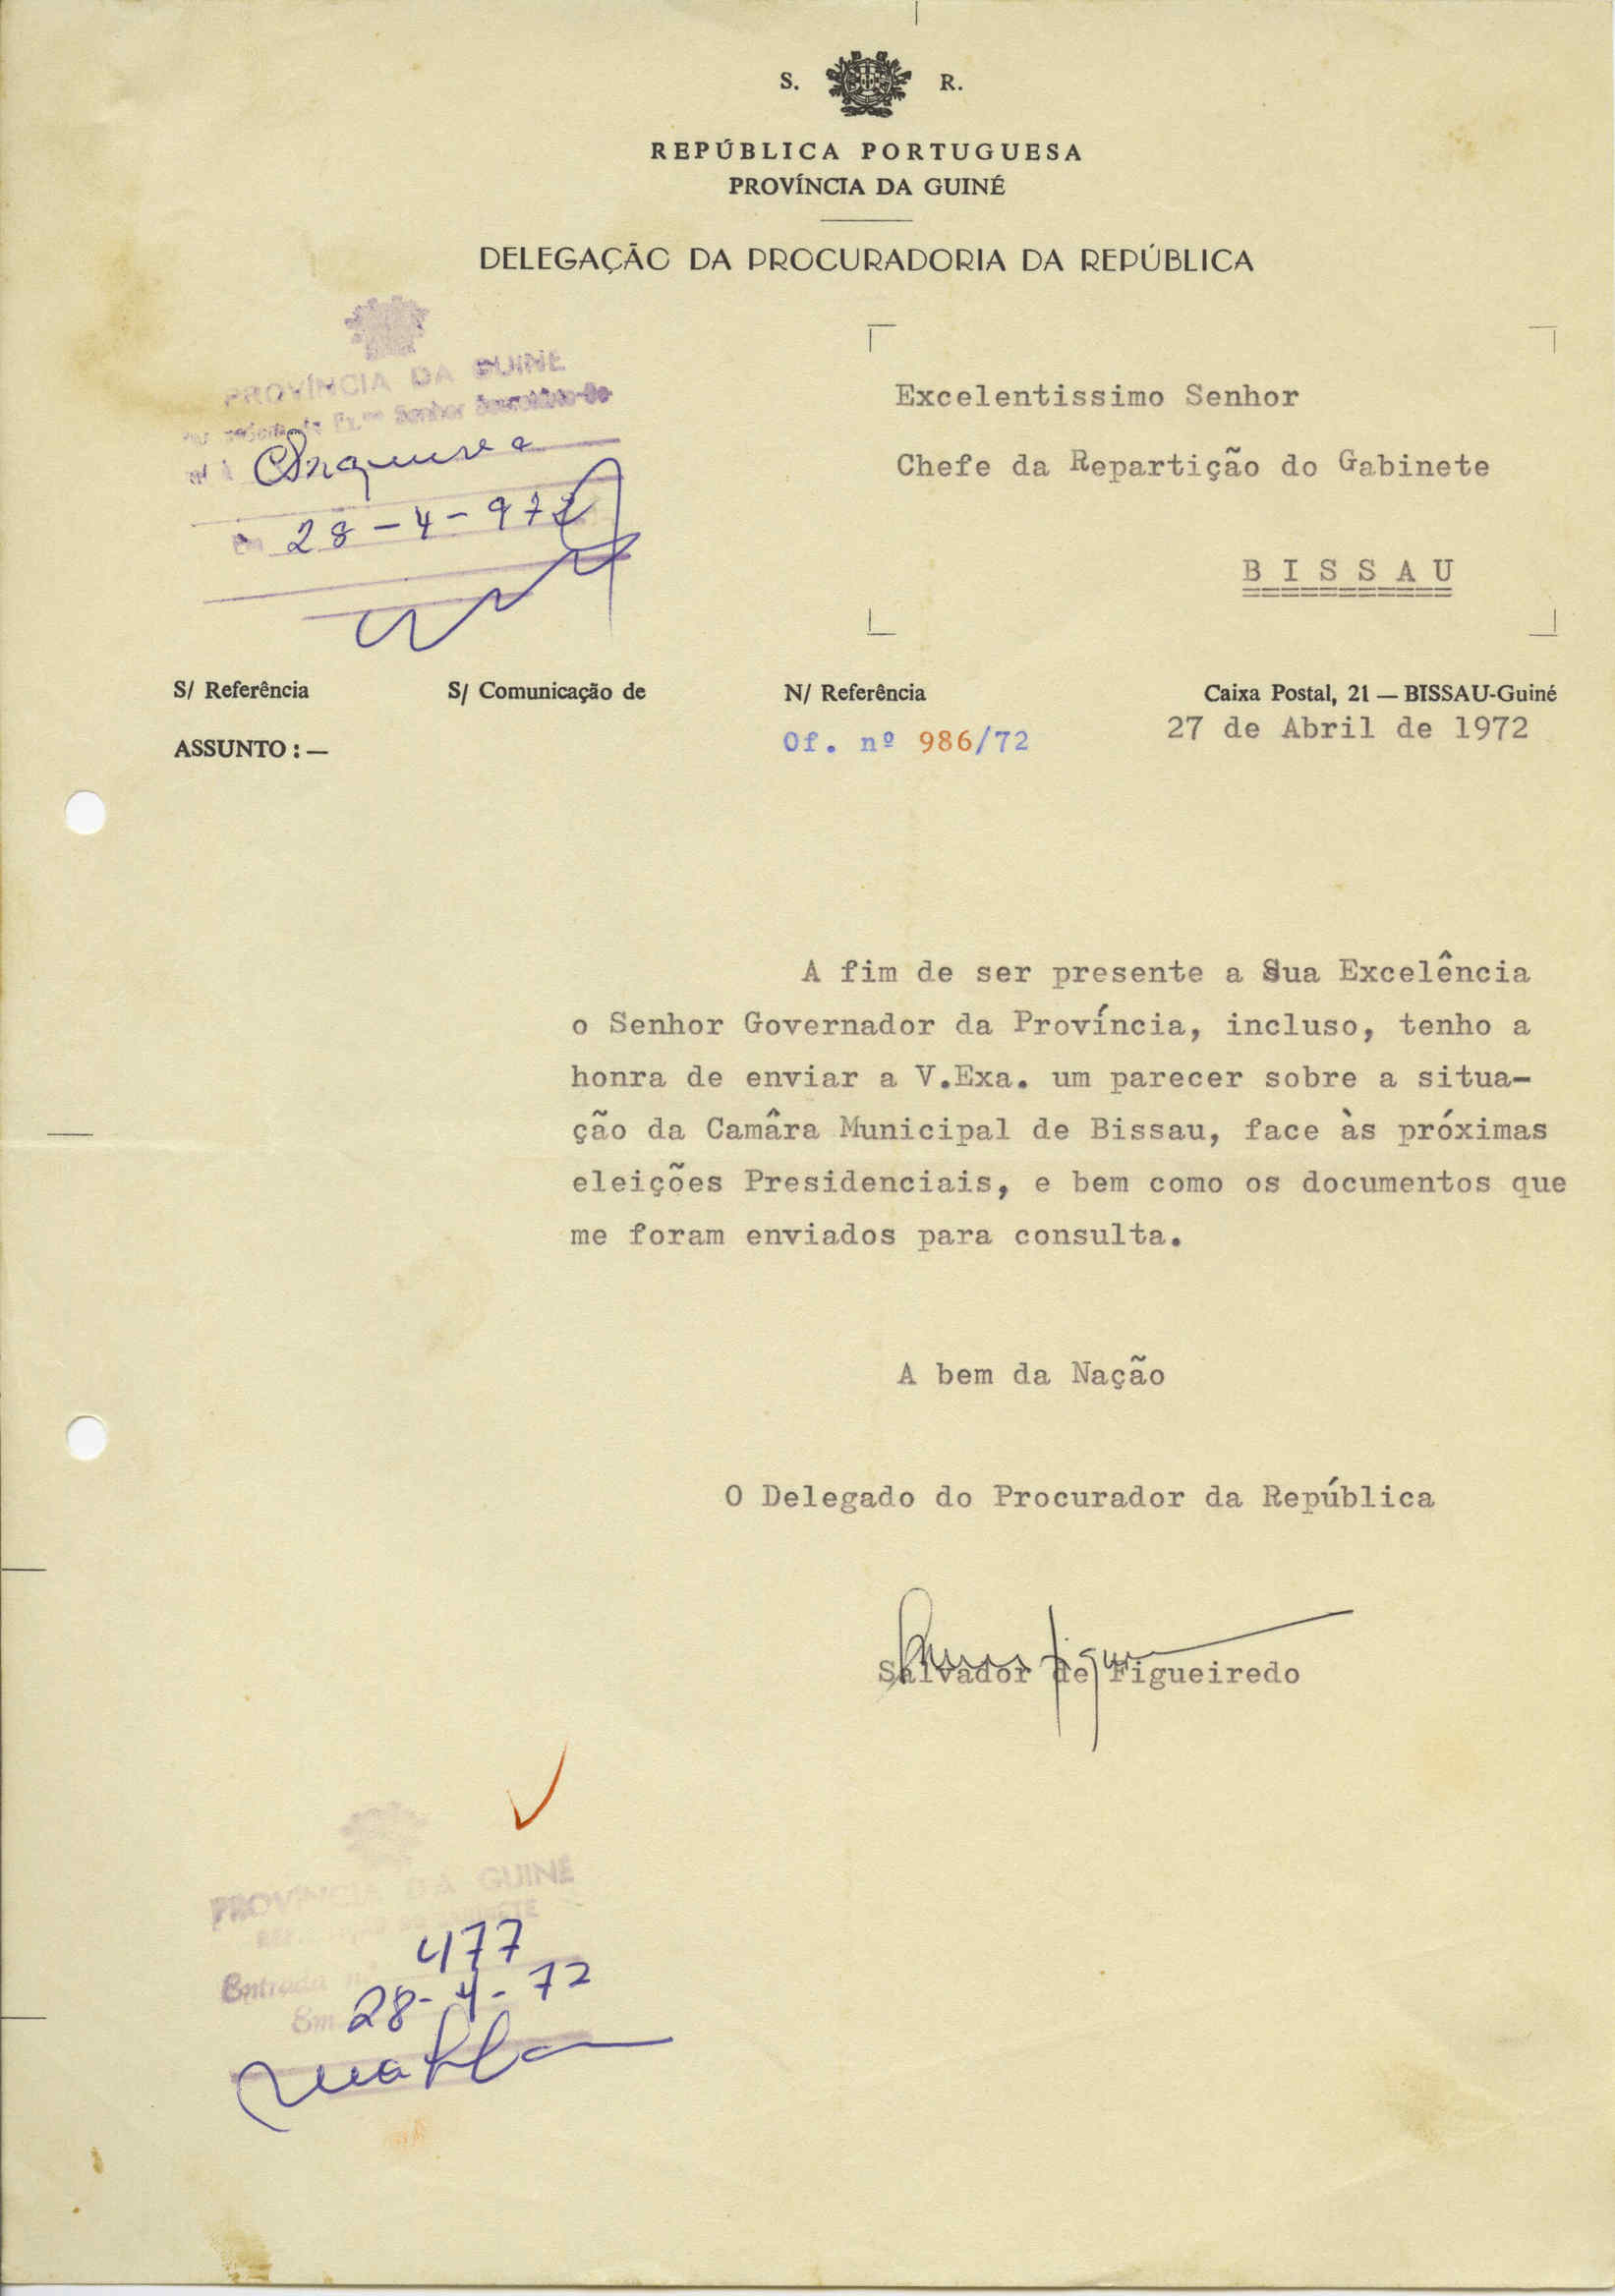 S. R.
REPÚBLICA PORTUGUESA
PROVÍNCIA DA GUINÉ
DELEGAÇÃO DA PROCURADORIA DA REPÚBLICA
PROVÍNCIA DA GUINÉ
Senhor
28-4-972
Excelentissimo Senhor
Chefe da Repartição do Gabinete
B I S S A U
S/ Referência S/ Comunicação de N/ Referência Caixa Postal, 21 — BISSAU-Guiné
ASSUNTO : — Of. nº 986/72 27 de Abril de 1972
A fim de ser presente a Sua Excelência
o Senhor Governador da Província, incluso, tenho a
honra de enviar a V.Exa. um parecer sobre a situa-
ção da Camâra Municipal de Bissau, face às próximas
eleições Presidenciais, e bem como os documentos que
me foram enviados para consulta.
A bem da Nação
O Delegado do Procurador da República
Salvador de Figueiredo
PROVÍNCIA DA GUINÉ
Entrada n.º 477
Em 28-4-72